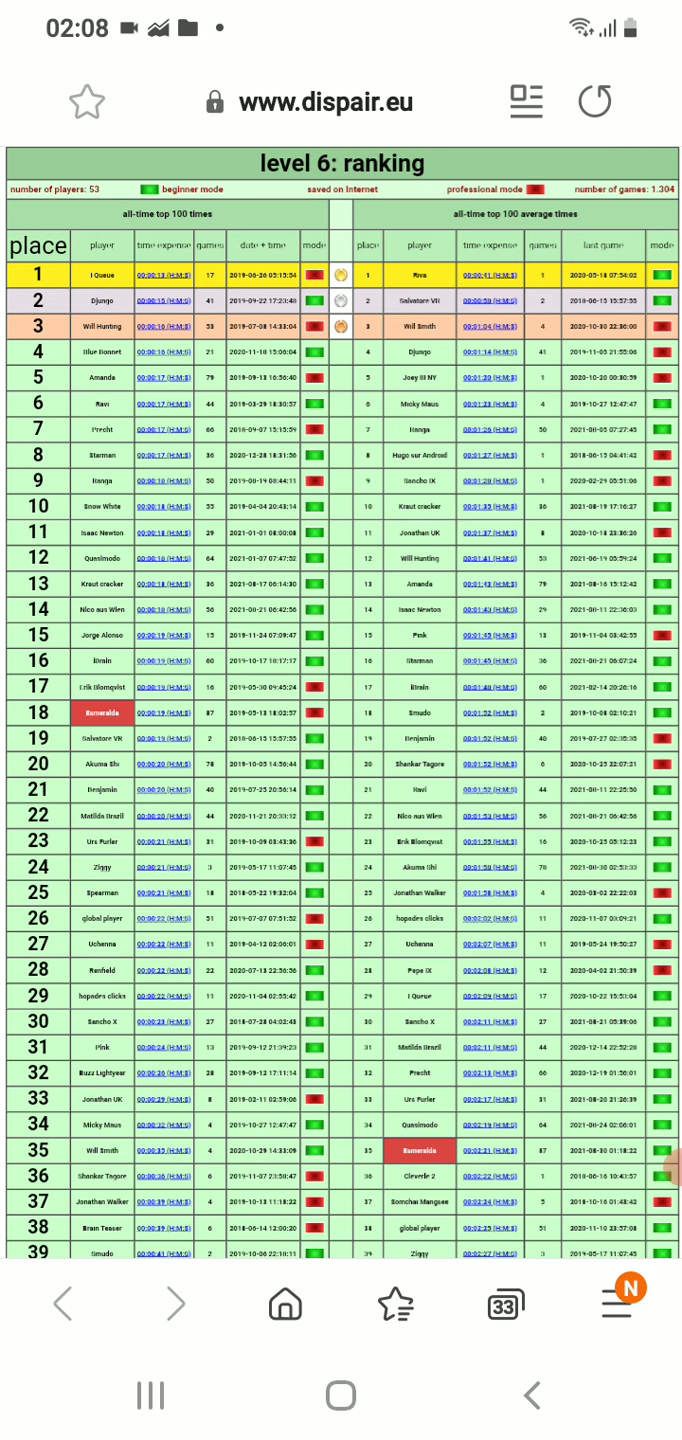 02:08
www.dispair.eu
level 6: ranking
number of players: 53 beginner mode saved on Internet professional mode number of games: 1.304
all-time top 100 times all-time top 100 average times
place player time expense games date + time mode place player time expense games last game mode
1 I Queue 00:00:13 (H:M:S) 17 2019-06-26 05:15:54 1 Riva 00:00:41 (H:M:S) 1 2020-05-18 07:54:02
2 Django 00:00:15 (H:M:S) 41 2019-09-22 17:23:48 2 Salvatore VR 00:00:50 (H:M:S) 2 2018-06-15 15:57:55
3 Will Hunting 00:00:16 (H:M:S) 53 2019-07-08 14:33:04 3 Will Smith 00:01:04 (H:M:S) 4 2020-10-30 22:36:00
4 Blue Bonnet 00:00:16 (H:M:S) 21 2020-11-10 15:06:04 4 Django 00:01:14 (H:M:S) 41 2019-11-05 21:55:06
5 Amanda 00:00:17 (H:M:S) 79 2019-09-13 16:56:40 5 Joey III NY 00:01:20 (H:M:S) 1 2020-10-20 00:30:59
6 Ravi 00:00:17 (H:M:S) 44 2019-03-29 18:30:57 6 Micky Maus 00:01:23 (H:M:S) 4 2019-10-27 12:47:47
7 Precht 00:00:17 (H:M:S) 66 2018-09-07 15:15:59 7 Ranga 00:01:26 (H:M:S) 50 2021-08-05 07:27:45
8 Starman 00:00:17 (H:M:S) 36 2020-12-28 18:31:56 8 Hugo sur Android 00:01:27 (H:M:S) 1 2018-06-15 04:41:42
9 Ranga 00:00:18 (H:M:S) 50 2019-08-19 08:44:11 9 Sancho IX 00:01:28 (H:M:S) 1 2020-02-29 05:51:06
10 Snow White 00:00:18 (H:M:S) 55 2019-04-04 20:43:14 10 Kraut cracker 00:01:35 (H:M:S) 36 2021-08-19 17:16:27
11 Isaac Newton 00:00:18 (H:M:S) 29 2021-01-01 08:00:08 11 Jonathan UK 00:01:37 (H:M:S) 8 2020-10-18 23:36:26
12 Quasimodo 00:00:18 (H:M:S) 64 2021-01-07 07:47:52 12 Will Hunting 00:01:41 (H:M:S) 53 2021-06-19 05:59:24
13 Kraut cracker 00:00:18 (H:M:S) 36 2021-08-17 06:14:30 13 Amanda 00:01:43 (H:M:S) 79 2021-08-16 15:12:42
14 Nico aus Wien 00:00:18 (H:M:S) 56 2021-08-21 06:42:56 14 Isaac Newton 00:01:43 (H:M:S) 29 2021-08-11 22:36:03
15 Jorge Alonso 00:00:19 (H:M:S) 15 2019-11-24 07:09:47 15 Pink 00:01:45 (H:M:S) 13 2019-11-04 03:42:55
16 iBrain 00:00:19 (H:M:S) 60 2019-10-17 18:17:17 16 Starman 00:01:45 (H:M:S) 36 2021-08-21 06:07:24
17 Erik Blomqvist 00:00:19 (H:M:S) 16 2019-05-30 09:45:24 17 iBrain 00:01:48 (H:M:S) 60 2021-02-14 20:26:16
18 Esmeralda 00:00:19 (H:M:S) 87 2019-05-13 18:02:57 18 Smudo 00:01:52 (H:M:S) 2 2019-10-08 02:10:21
19 Salvatore VR 00:00:19 (H:M:S) 2 2018-06-15 15:57:55 19 Benjamin 00:01:52 (H:M:S) 40 2019-07-27 02:35:35
20 Akuma Shi 00:00:20 (H:M:S) 78 2019-10-05 14:56:44 20 Shankar Tagore 00:01:52 (H:M:S) 6 2020-10-25 22:07:21
21 Benjamin 00:00:20 (H:M:S) 40 2019-07-25 20:56:14 21 Ravi 00:01:52 (H:M:S) 44 2021-08-11 22:25:50
22 Matilda Brazil 00:00:20 (H:M:S) 44 2020-11-21 20:33:12 22 Nico aus Wien 00:01:53 (H:M:S) 56 2021-08-21 06:42:56
23 Urs Furler 00:00:21 (H:M:S) 31 2019-10-09 03:43:36 23 Erik Blomqvist 00:01:55 (H:M:S) 16 2020-10-25 05:12:23
24 Ziggy 00:00:21 (H:M:S) 3 2019-05-17 11:07:45 24 Akuma Shi 00:01:58 (H:M:S) 78 2021-08-30 02:53:33
25 Spearman 00:00:21 (H:M:S) 18 2018-05-22 19:32:04 25 Jonathan Walker 00:01:58 (H:M:S) 4 2020-03-02 22:22:03
26 global player 00:00:22 (H:M:S) 51 2019-07-07 07:51:52 26 hopades clicks 00:02:02 (H:M:S) 11 2020-11-07 03:09:21
27 Uchenna 00:00:22 (H:M:S) 11 2019-04-12 02:06:01 27 Uchenna 00:02:07 (H:M:S) 11 2019-05-24 19:50:27
28 Renfield 00:00:22 (H:M:S) 22 2020-07-13 22:56:56 28 Pepe IX 00:02:08 (H:M:S) 12 2020-04-02 21:50:39
29 hopades clicks 00:00:22 (H:M:S) 11 2020-11-04 02:55:42 29 I Queue 00:02:09 (H:M:S) 17 2020-10-22 15:53:04
30 Sancho X 00:00:23 (H:M:S) 27 2018-07-28 04:02:43 30 Sancho X 00:02:11 (H:M:S) 27 2021-08-21 05:39:06
31 Pink 00:00:24 (H:M:S) 13 2019-09-12 21:39:23 31 Matilda Brazil 00:02:11 (H:M:S) 44 2020-12-14 22:52:28
32 Buzz Lightyear 00:00:26 (H:M:S) 28 2019-09-12 17:11:14 32 Precht 00:02:13 (H:M:S) 66 2020-12-19 01:56:01
33 Jonathan UK 00:00:29 (H:M:S) 8 2019-02-11 02:59:06 33 Urs Furler 00:02:17 (H:M:S) 31 2021-08-20 21:26:39
34 Micky Maus 00:00:32 (H:M:S) 4 2019-10-27 12:47:47 34 Quasimodo 00:02:19 (H:M:S) 64 2021-08-24 02:06:01
35 Will Smith 00:00:35 (H:M:S) 4 2020-10-29 14:33:09 35 Esmeralda 00:02:21 (H:M:S) 87 2021-08-30 01:18:22
36 Shankar Tagore 00:00:36 (H:M:S) 6 2019-11-07 23:58:47 36 Cleverle 2 00:02:22 (H:M:S) 1 2018-06-16 10:43:57
37 Jonathan Walker 00:00:39 (H:M:S) 4 2019-10-13 11:18:22 37 Somchai Mangsee 00:02:24 (H:M:S) 5 2018-10-16 01:43:42
38 Brain Teaser 00:00:39 (H:M:S) 6 2018-06-14 12:00:20 38 global player 00:02:25 (H:M:S) 51 2020-11-10 23:57:08
39 Smudo 00:00:41 (H:M:S) 2 2019-10-06 22:18:11 39 Ziggy 00:02:27 (H:M:S) 3 2019-05-17 11:07:45
N
33